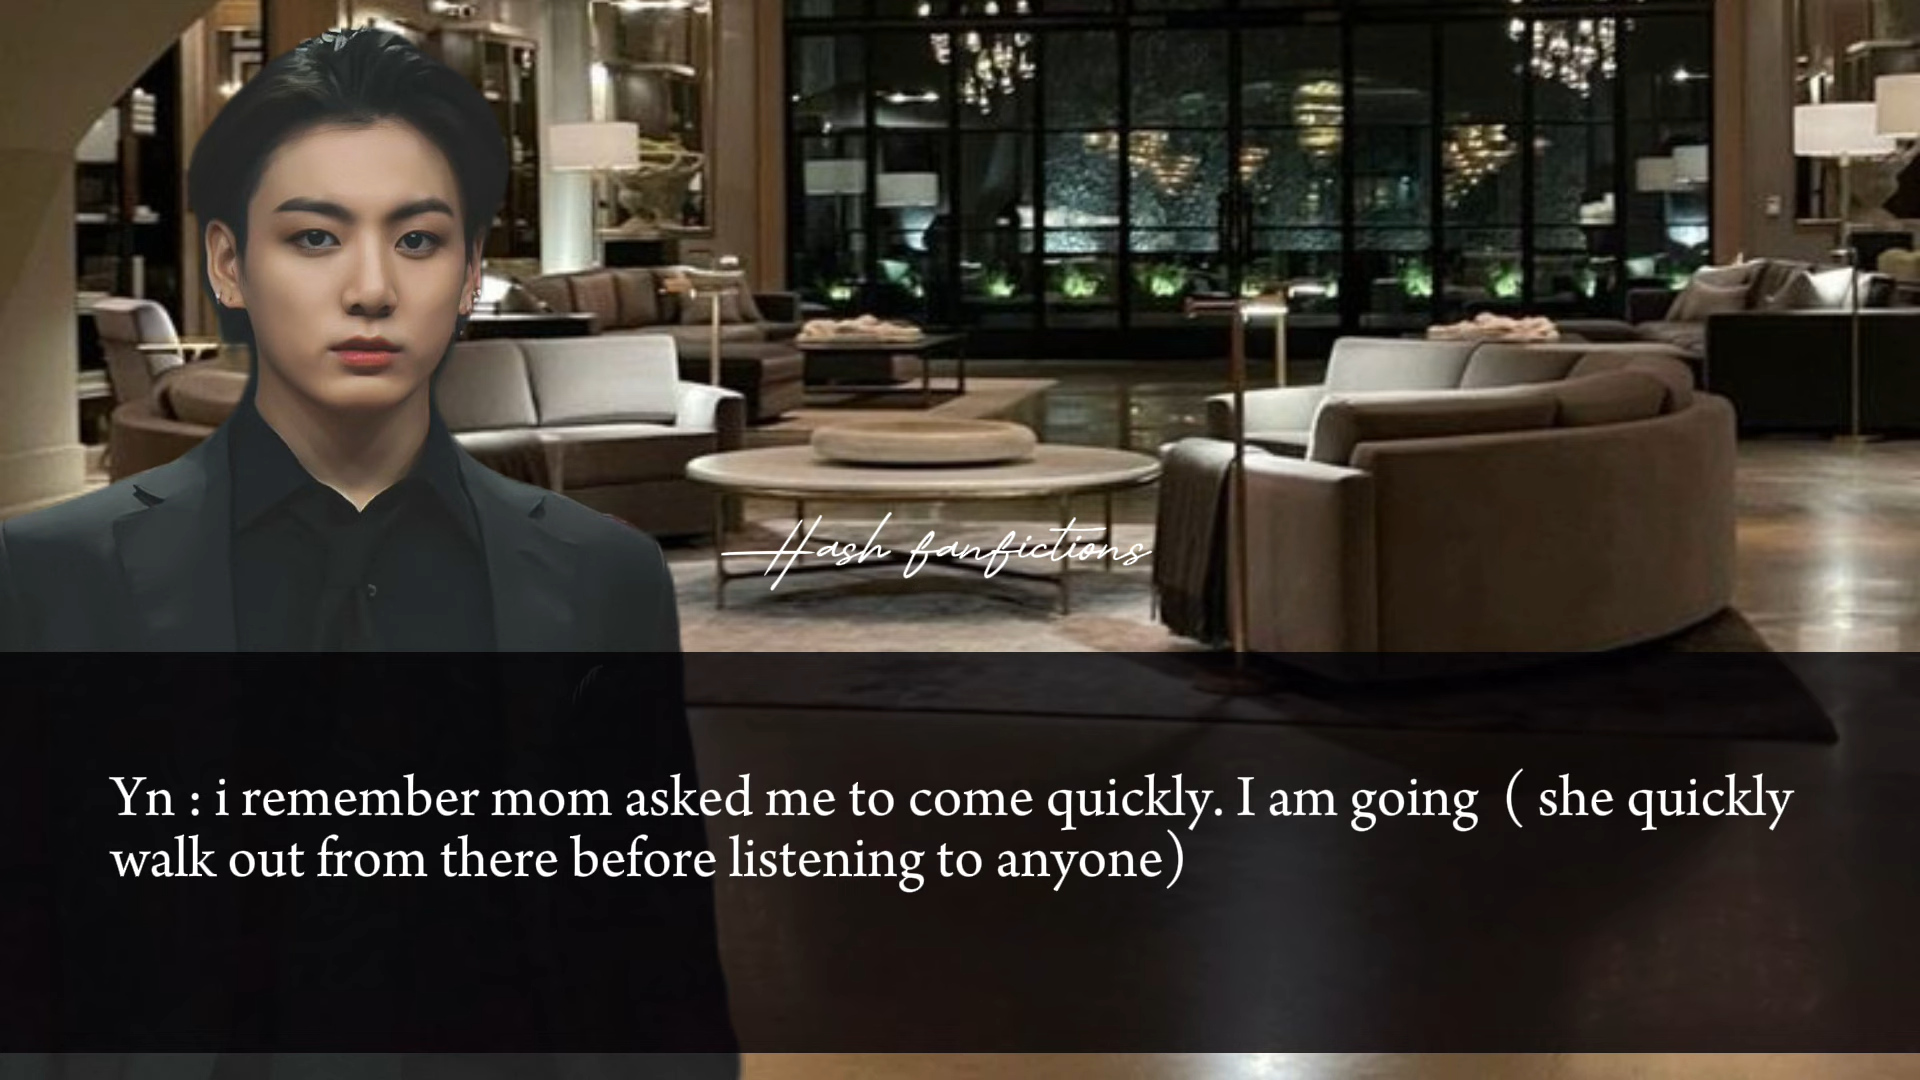 Hash fanfictions
Yn : i remember mom asked me to come quickly. I am going ( she quickly
walk out from there before listening to anyone)